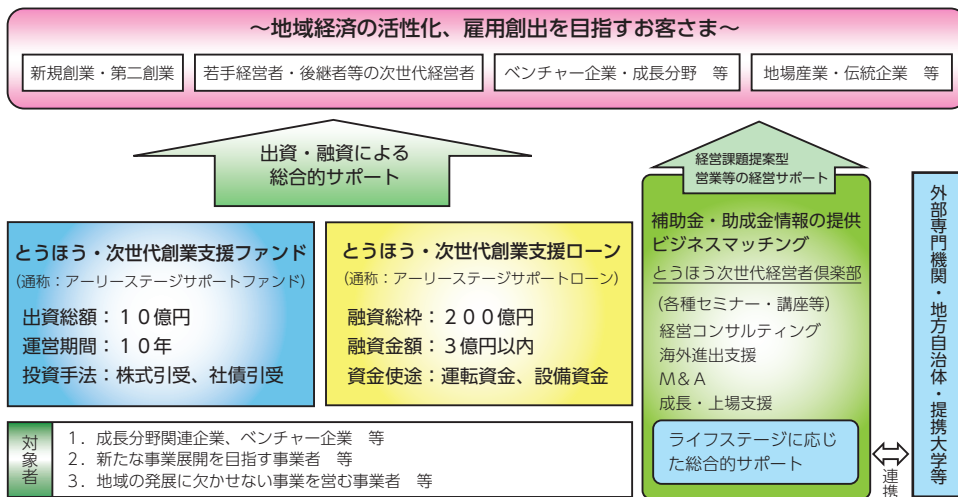 ～地域経済の活性化、雇用創出を目指すお客さま～
新規創業・第二創業
若手経営者・後継者等の次世代経営者
ベンチャー企業・成長分野　等
地場産業・伝統企業　等
出資・融資による
総合的サポート
経営課題提案型
営業等の経営サポート
とうほう・次世代創業支援ファンド
(通称：アーリーステージサポートファンド)
出資総額：１０億円
運営期間：１０年
投資手法：株式引受、社債引受
とうほう・次世代創業支援ローン
(通称：アーリーステージサポートローン)
融資総枠：２００億円
融資金額：３億円以内
資金使途：運転資金、設備資金
補助金・助成金情報の提供
ビジネスマッチング
とうほう次世代経営者倶楽部
(各種セミナー・講座等)
経営コンサルティング
海外進出支援
M＆A
成長・上場支援
ライフステージに応じ
た総合的サポート
連携
外部専門機関・地方自治体・提携大学等
対象者
１．成長分野関連企業、ベンチャー企業　等
２．新たな事業展開を目指す事業者　等
３．地域の発展に欠かせない事業を営む事業者　等